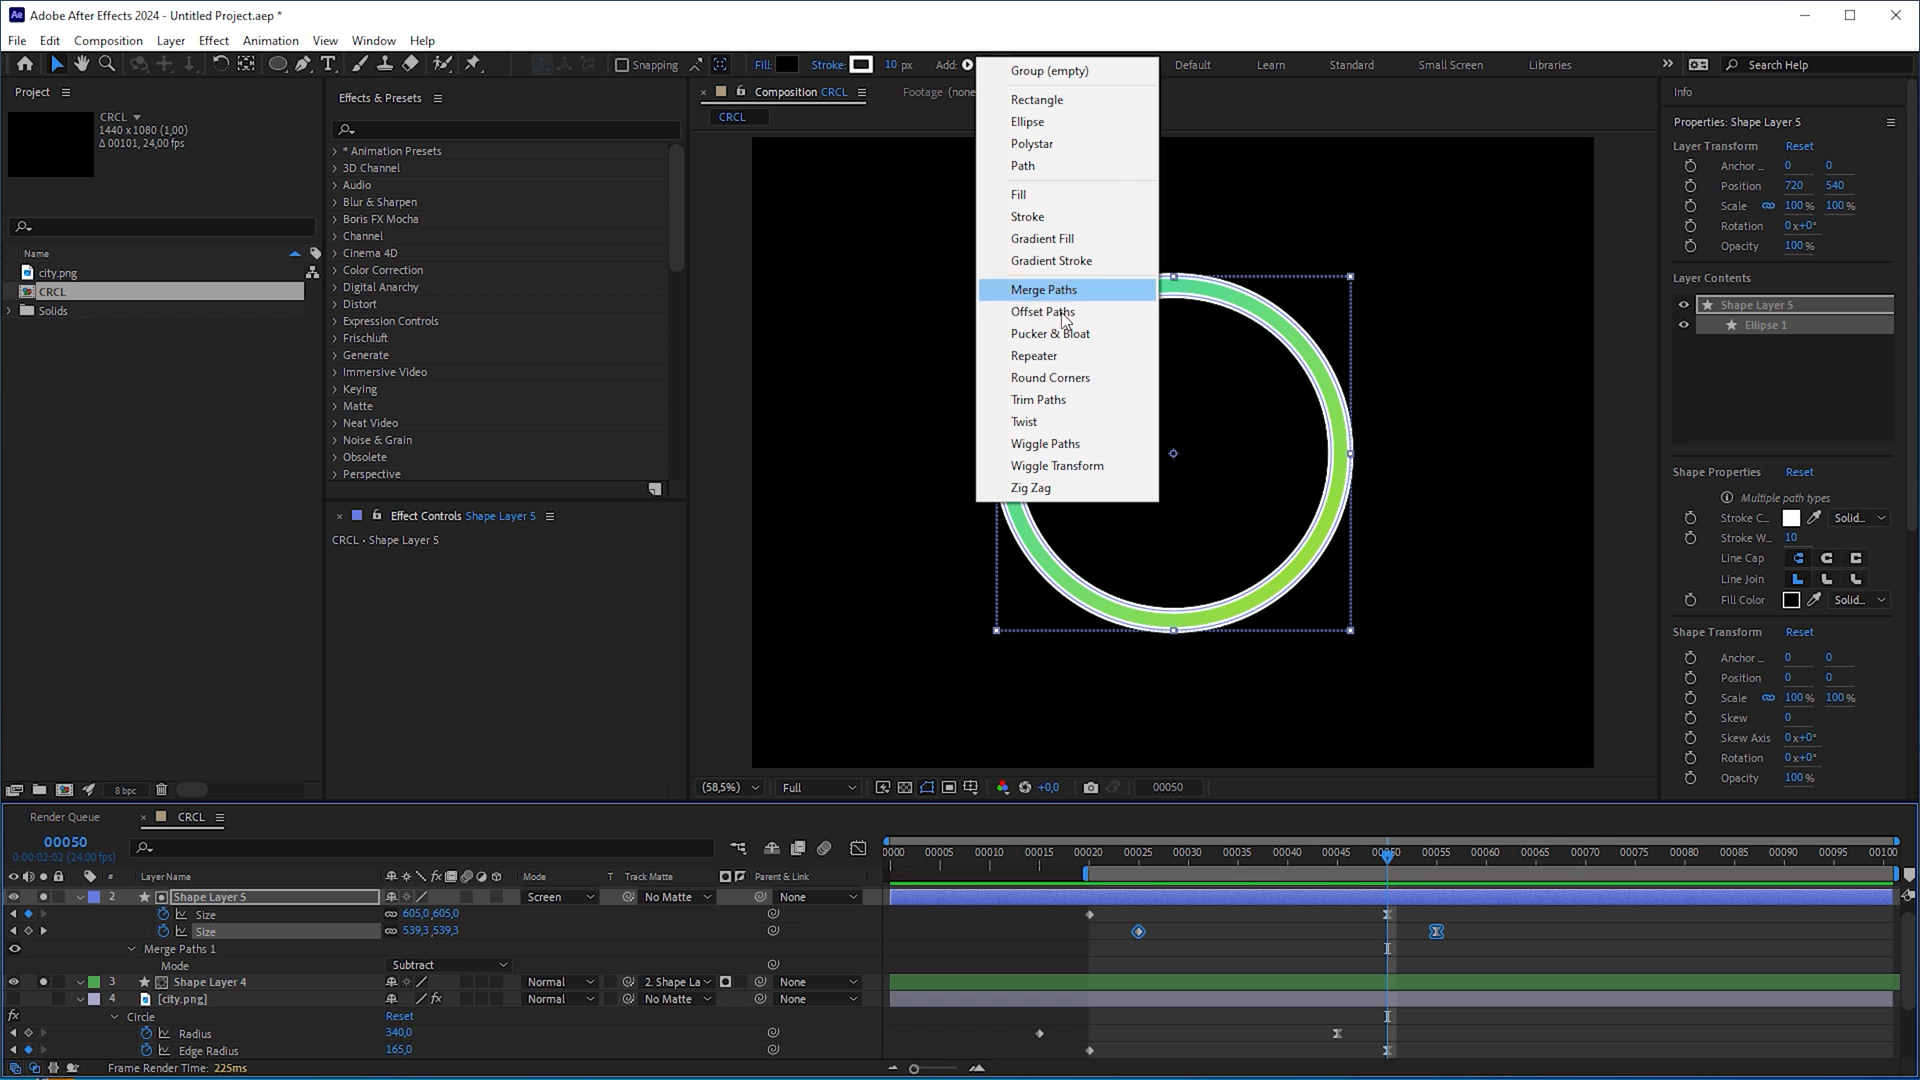 Ae Adobe After Effects 2024 - Untitled Project.aep *
File Edit Composition Layer Effect Animation View Window Help
Snapping Fill: Stroke: 10 px Add: Default Learn Standard Small Screen Libraries Search Help
Project
CRCL
1440 x 1080 (1,00)
Δ 00101, 24,00 fps
Name
city.png
CRCL
Solids
8 bpc
Effects & Presets
* Animation Presets
3D Channel
Audio
Blur & Sharpen
Boris FX Mocha
Channel
Cinema 4D
Color Correction
Digital Anarchy
Distort
Expression Controls
Frischluft
Generate
Immersive Video
Keying
Matte
Neat Video
Noise & Grain
Obsolete
Perspective
Effect Controls Shape Layer 5
CRCL • Shape Layer 5
Composition CRCL Footage (none
CRCL
Group (empty)
Rectangle
Ellipse
Polystar
Path
Fill
Stroke
Gradient Fill
Gradient Stroke
Merge Paths
Offset Paths
Pucker & Bloat
Repeater
Round Corners
Trim Paths
Twist
Wiggle Paths
Wiggle Transform
Zig Zag
(58,5%) Full +0,0 00050
Info
Properties: Shape Layer 5
Layer Transform Reset
Anchor ... 0 0
Position 720 540
Scale 100 % 100 %
Rotation 0x+0°
Opacity 100 %
Layer Contents
Shape Layer 5
Ellipse 1
Shape Properties Reset
Multiple path types
Stroke C... Solid...
Stroke W... 10
Line Cap
Line Join
Fill Color Solid...
Shape Transform Reset
Anchor ... 0 0
Position 0 0
Scale 100 % 100 %
Skew 0
Skew Axis 0x+0°
Rotation 0x+0°
Opacity 100 %
Render Queue CRCL
00050
0:00:02:02 (24.00 fps)
0000 00005 00010 00015 00020 00025 00030 00035 00040 00045 00050 00055 00060 00065 00070 00075 00080 00085 00090 00095 00100
# Layer Name fx Mode T Track Matte Parent & Link
2 Shape Layer 5 Screen No Matte None
Size 605,0,605,0
Size 539,3,539,3
Merge Paths 1
Mode Subtract
3 Shape Layer 4 Normal 2. Shape La None
4 [city.png] fx Normal No Matte None
fx Circle Reset
Radius 340,0
Edge Radius 165,0
Frame Render Time: 225ms